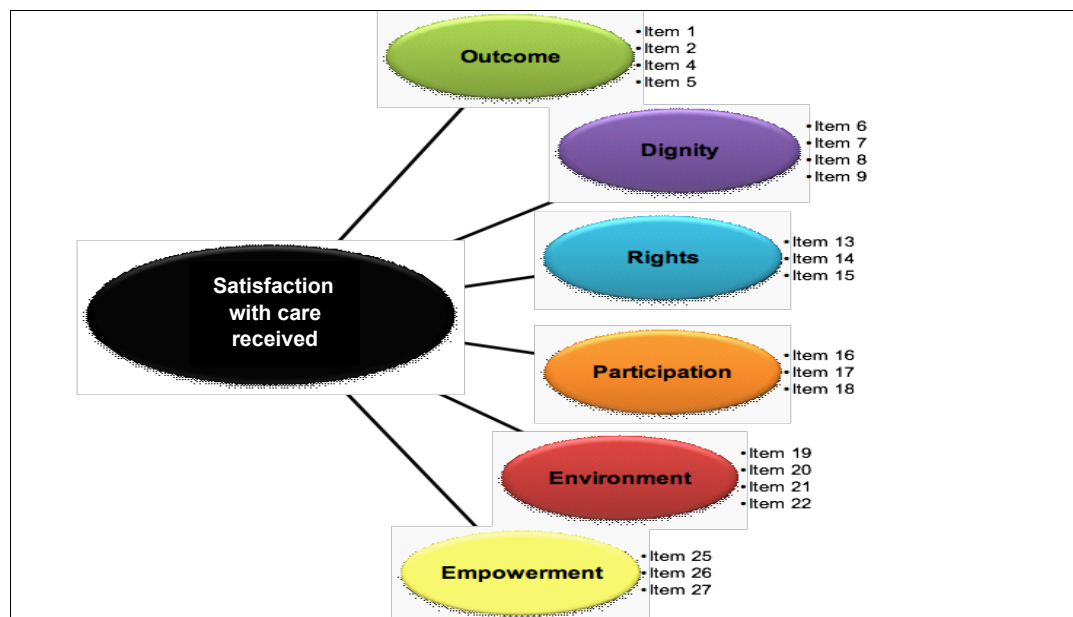 Outcome
• Item 1
• Item 2
• Item 4
• Item 5
Dignity
• Item 6
• Item 7
• Item 8
• Item 9
Rights
• Item 13
• Item 14
• Item 15
Satisfaction
with care
received
Participation
• Item 16
• Item 17
• Item 18
Environment
• Item 19
• Item 20
• Item 21
• Item 22
Empowerment
• Item 25
• Item 26
• Item 27